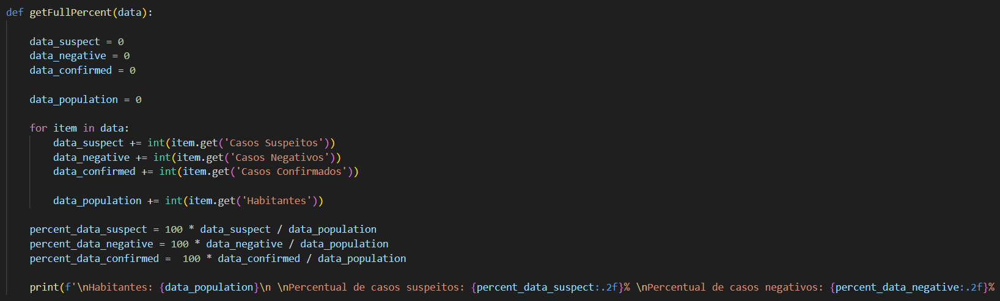 def getFullPercent(data):
data_suspect = 0
data_negative = 0
data_confirmed = 0
data_population = 0
for item in data:
data_suspect += int(item.get('Casos Suspeitos'))
data_negative += int(item.get('Casos Negativos'))
data_confirmed += int(item.get('Casos Confirmados'))
data_population += int(item.get('Habitantes'))
percent_data_suspect = 100 * data_suspect / data_population
percent_data_negative = 100 * data_negative / data_population
percent_data_confirmed =  100 * data_confirmed / data_population
print(f'\nHabitantes: {data_population}\n \nPercentual de casos suspeitos: {percent_data_suspect:.2f}% \nPercentual de casos negativos: {percent_data_negative:.2f}%